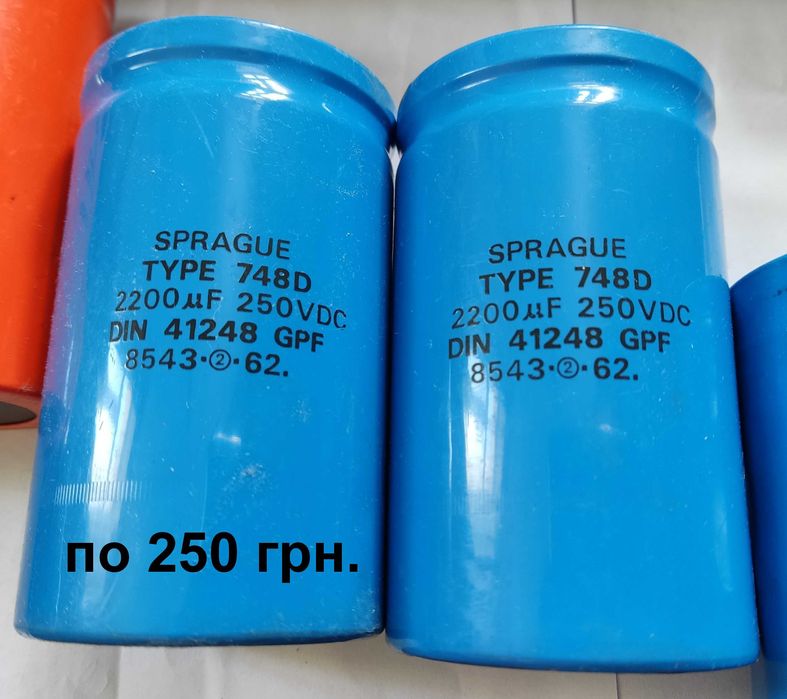 SPRAGUE
TYPE 748D
2200µF 250VDC
DIN 41248 GPF
8543·②·62.
SPRAGUE
TYPE 748D
2200µF 250VDC
DIN 41248 GPF
8543·②·62.
по 250 грн.